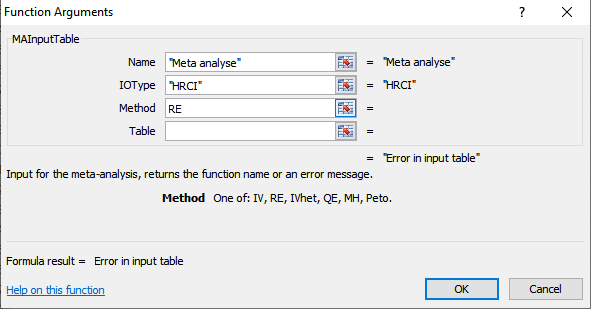 Function Arguments ? ×
MAInputTable
Name "Meta analyse" = "Meta analyse"
IOType "HRCI" = "HRCI"
Method RE =
Table =
= "Error in input table"
Input for the meta-analysis, returns the function name or an error message.
Method One of: IV, RE, IVhet, QE, MH, Peto.
Formula result = Error in input table
Help on this function OK Cancel